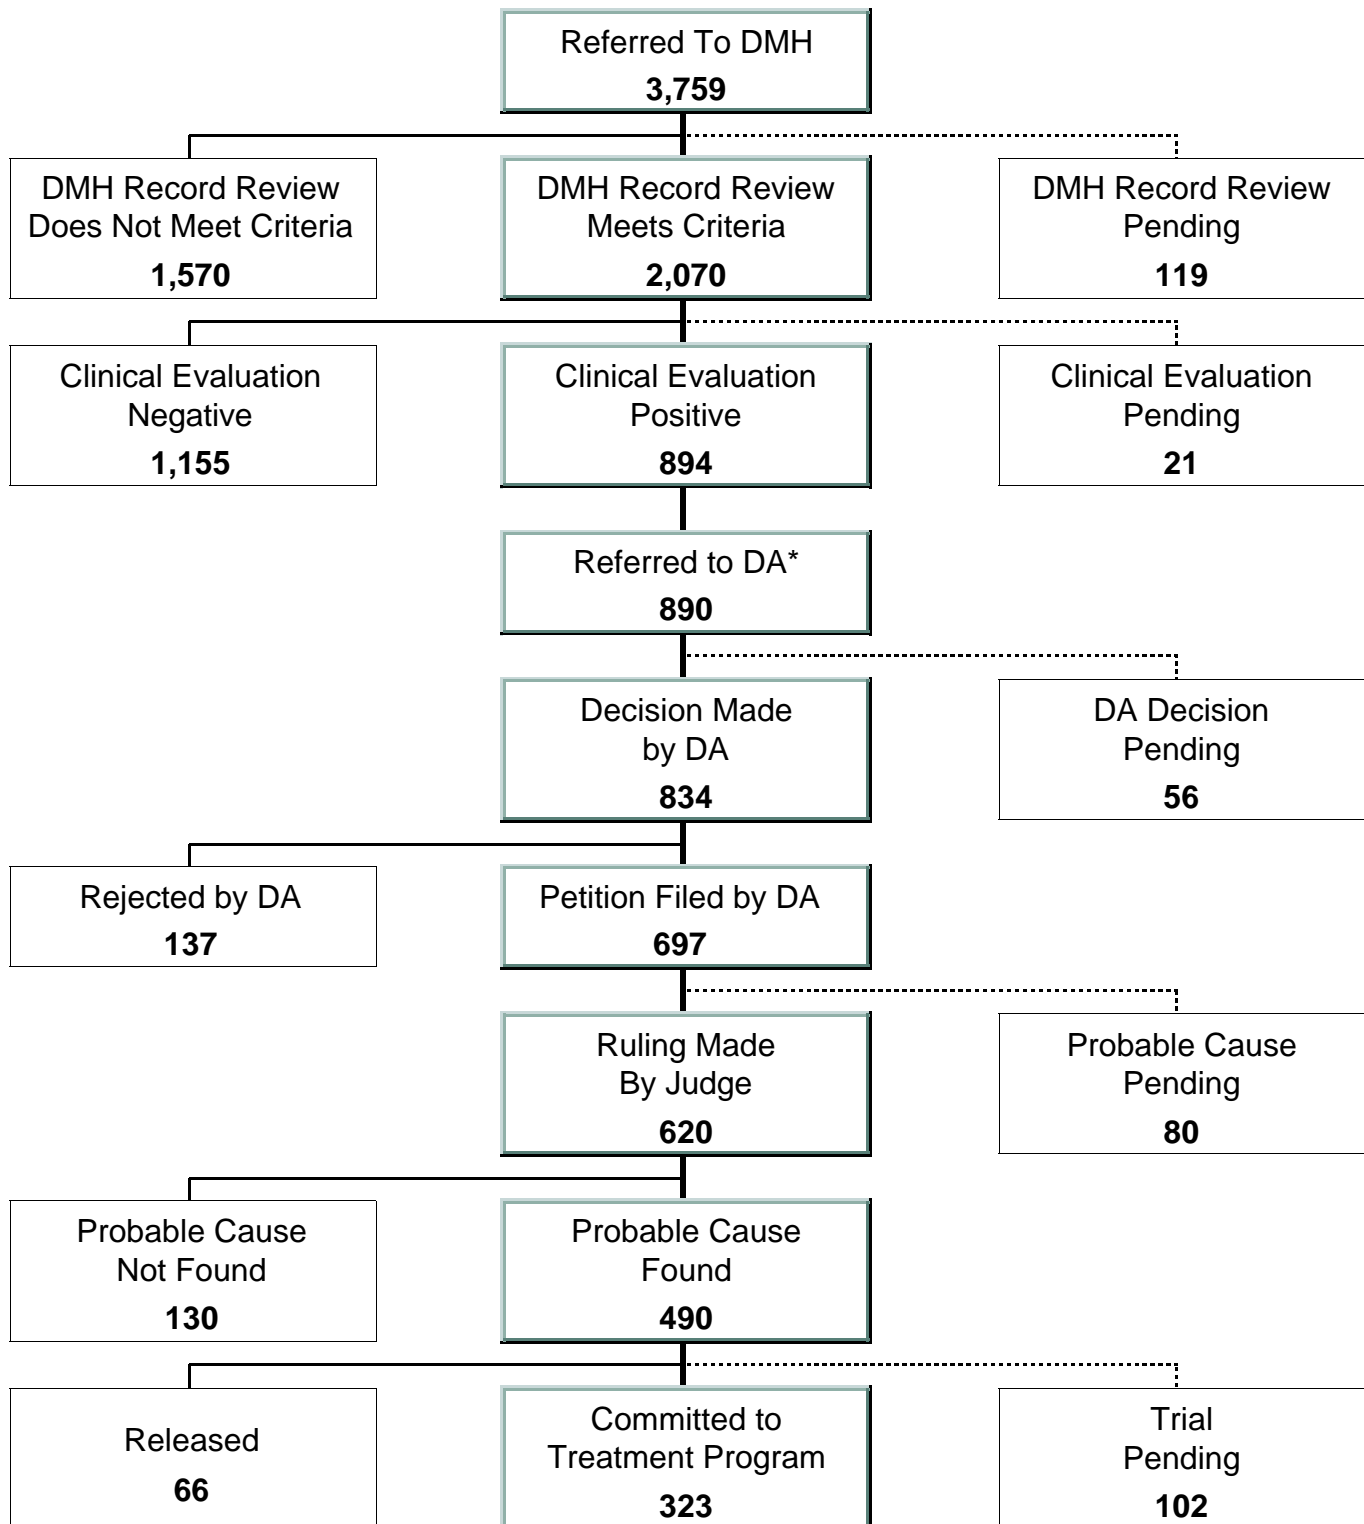 Referred To DMH
3,759
DMH Record Review
Does Not Meet Criteria
1,570
DMH Record Review
Meets Criteria
2,070
DMH Record Review
Pending
119
Clinical Evaluation
Negative
1,155
Clinical Evaluation
Positive
894
Clinical Evaluation
Pending
21
Referred to DA*
890
Decision Made
by DA
834
DA Decision
Pending
56
Rejected by DA
137
Petition Filed by DA
697
Ruling Made
By Judge
620
Probable Cause
Pending
80
Probable Cause
Not Found
130
Probable Cause
Found
490
Released
66
Committed to
Treatment Program
323
Trial
Pending
102